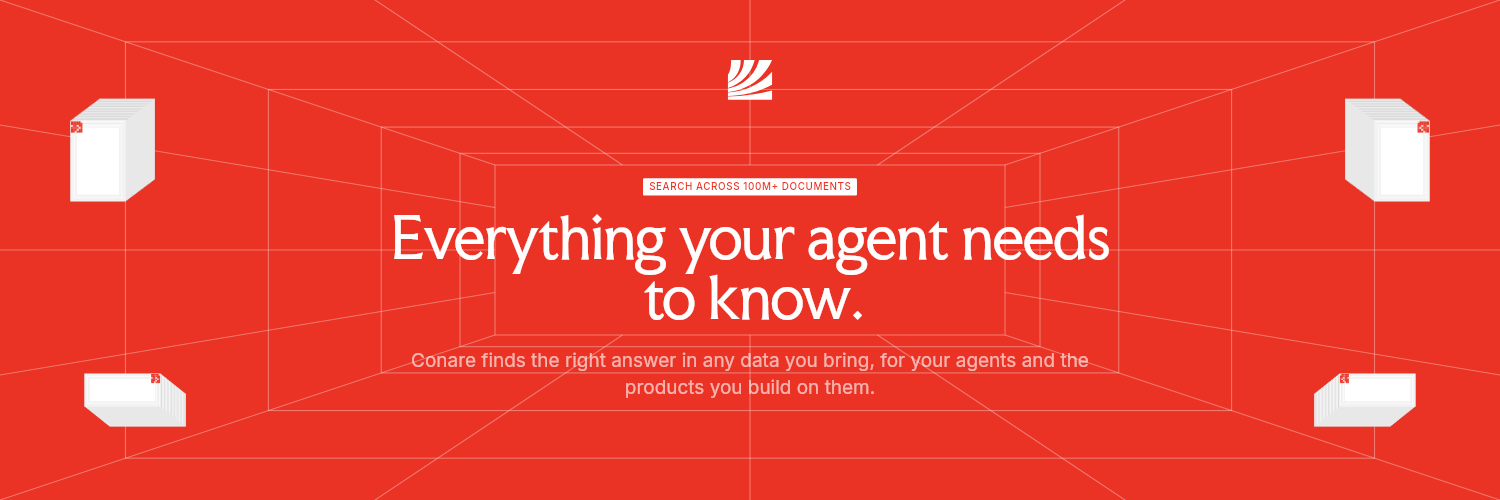 SEARCH ACROSS 100M+ DOCUMENTS
Everything your agent needs
to know.
Conare finds the right answer in any data you bring, for your agents and the
products you build on them.